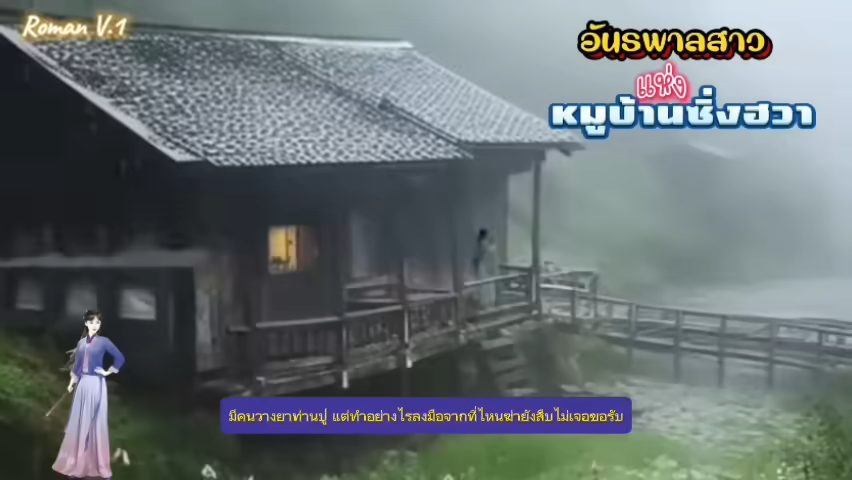 Roman V.1
อันธพาลสาว
แห่ง
หมู่บ้านซิ่งฮวา
มีคนวางยาท่านปู่ แต่ทำอย่างไรลงมือจากที่ไหนฆ่ายังสืบไม่เจอขอรับ